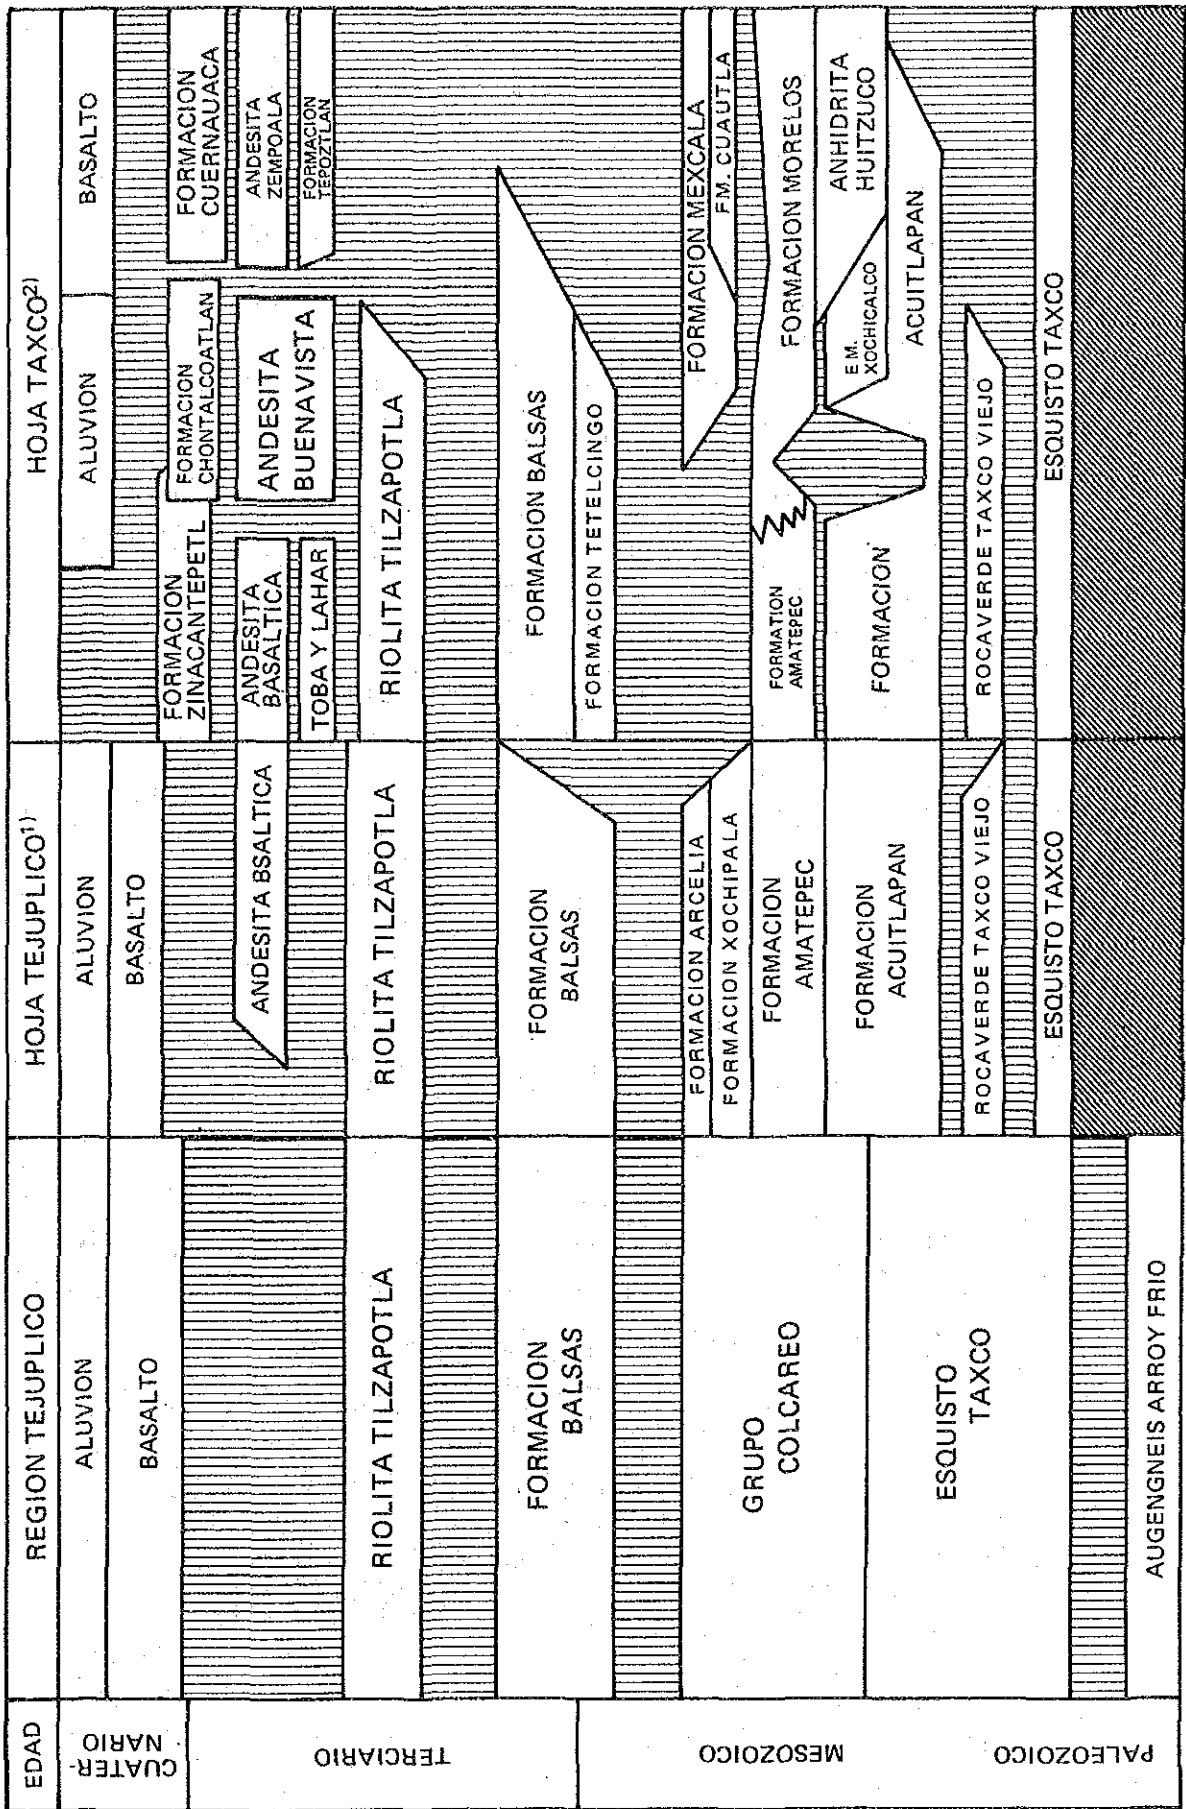 EDAD
REGION TEJUPLICO
HOJA TEJUPLICO1)
HOJA TAXCO2)
CUATER-
NARIO
TERCIARIO
MESOZOICO
PALEOZOICO
ALUVION
BASALTO
RIOLITA TILZAPOTLA
FORMACION
BALSAS
GRUPO
COLCAREO
ESQUISTO
TAXCO
AUGENGNEIS ARROY FRIO
ALUVION
BASALTO
ANDESITA BSALTICA
RIOLITA TILZAPOTLA
FORMACION
BALSAS
FORMACION ARCELIA
FORMACION XOCHIPALA
FORMACION
AMATEPEC
FORMACION
ACUITLAPAN
ROCAVERDE TAXCO VIEJO
ESQUISTO TAXCO
ALUVION
BASALTO
FORMACION
ZINACANTEPETL
FORMACION
CHONTALCOATLAN
FORMACION
CUERNAUACA
ANDESITA
BASALTICA
ANDESITA
BUENAVISTA
ANDESITA
ZEMPOALA
TOBA Y LAHAR
FORMACION
TEPOZTLAN
RIOLITA TILZAPOTLA
FORMACION BALSAS
FORMACION TETELCINGO
FORMACION MEXCALA
FM. CUAUTLA
FORMATION
AMATEPEC
FORMACION MORELOS
ANHIDRITA
HUITZUCO
EM.
XOCHICALCO
FORMACION
ACUITLAPAN
ROCAVERDE TAXCO VIEJO
ESQUISTO TAXCO